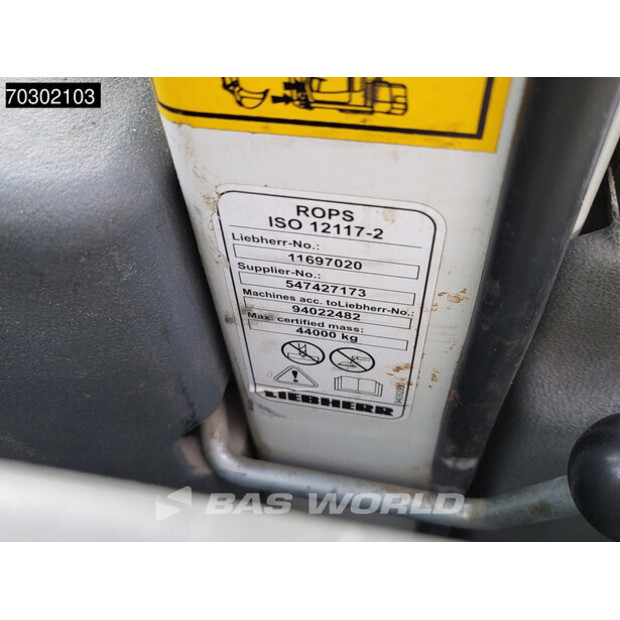 70302103
ROPS
ISO 12117-2
Liebherr-No.:
11697020
Supplier-No.:
547427173
Machines acc. toLiebherr-No.:
94022482
Max. certified mass:
44000 kg
LIEBHERR
BAS WORLD